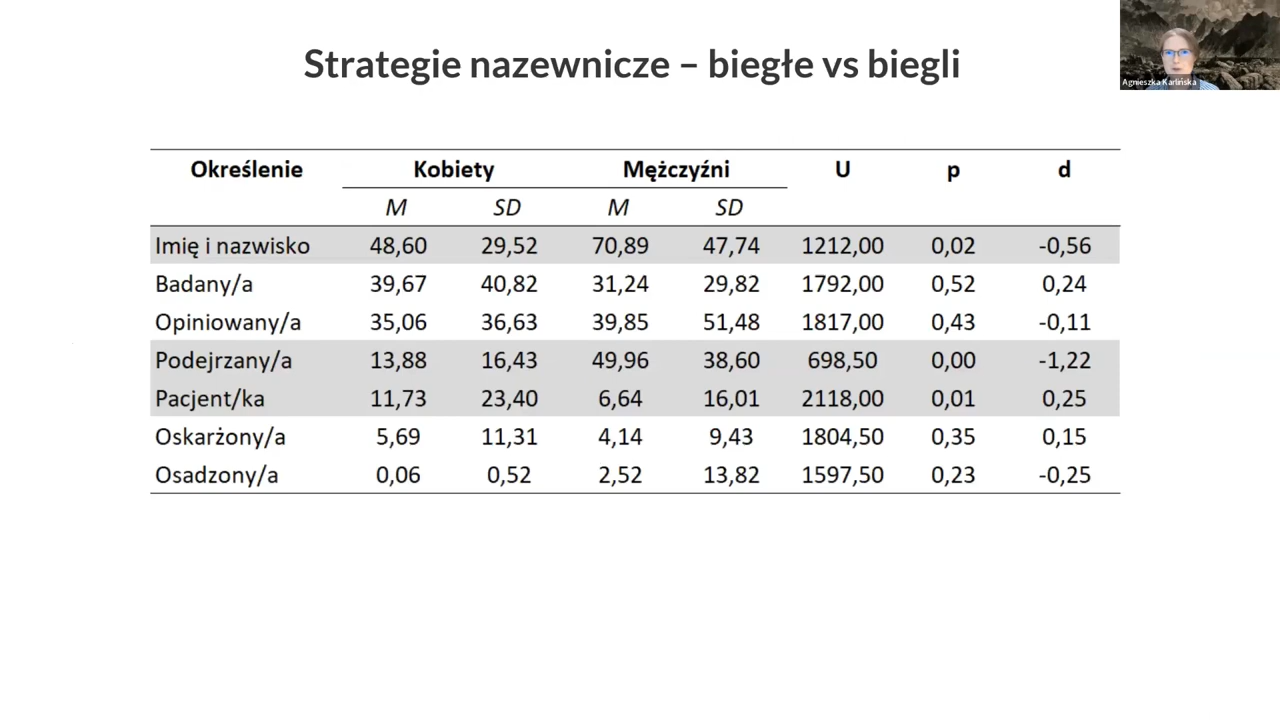 Strategie nazewnicze – biegłe vs biegli
Agnieszka Karlińska
Określenie Kobiety Mężczyźni U p d
M SD M SD
Imię i nazwisko 48,60 29,52 70,89 47,74 1212,00 0,02 -0,56
Badany/a 39,67 40,82 31,24 29,82 1792,00 0,52 0,24
Opiniowany/a 35,06 36,63 39,85 51,48 1817,00 0,43 -0,11
Podejrzany/a 13,88 16,43 49,96 38,60 698,50 0,00 -1,22
Pacjent/ka 11,73 23,40 6,64 16,01 2118,00 0,01 0,25
Oskarżony/a 5,69 11,31 4,14 9,43 1804,50 0,35 0,15
Osadzony/a 0,06 0,52 2,52 13,82 1597,50 0,23 -0,25